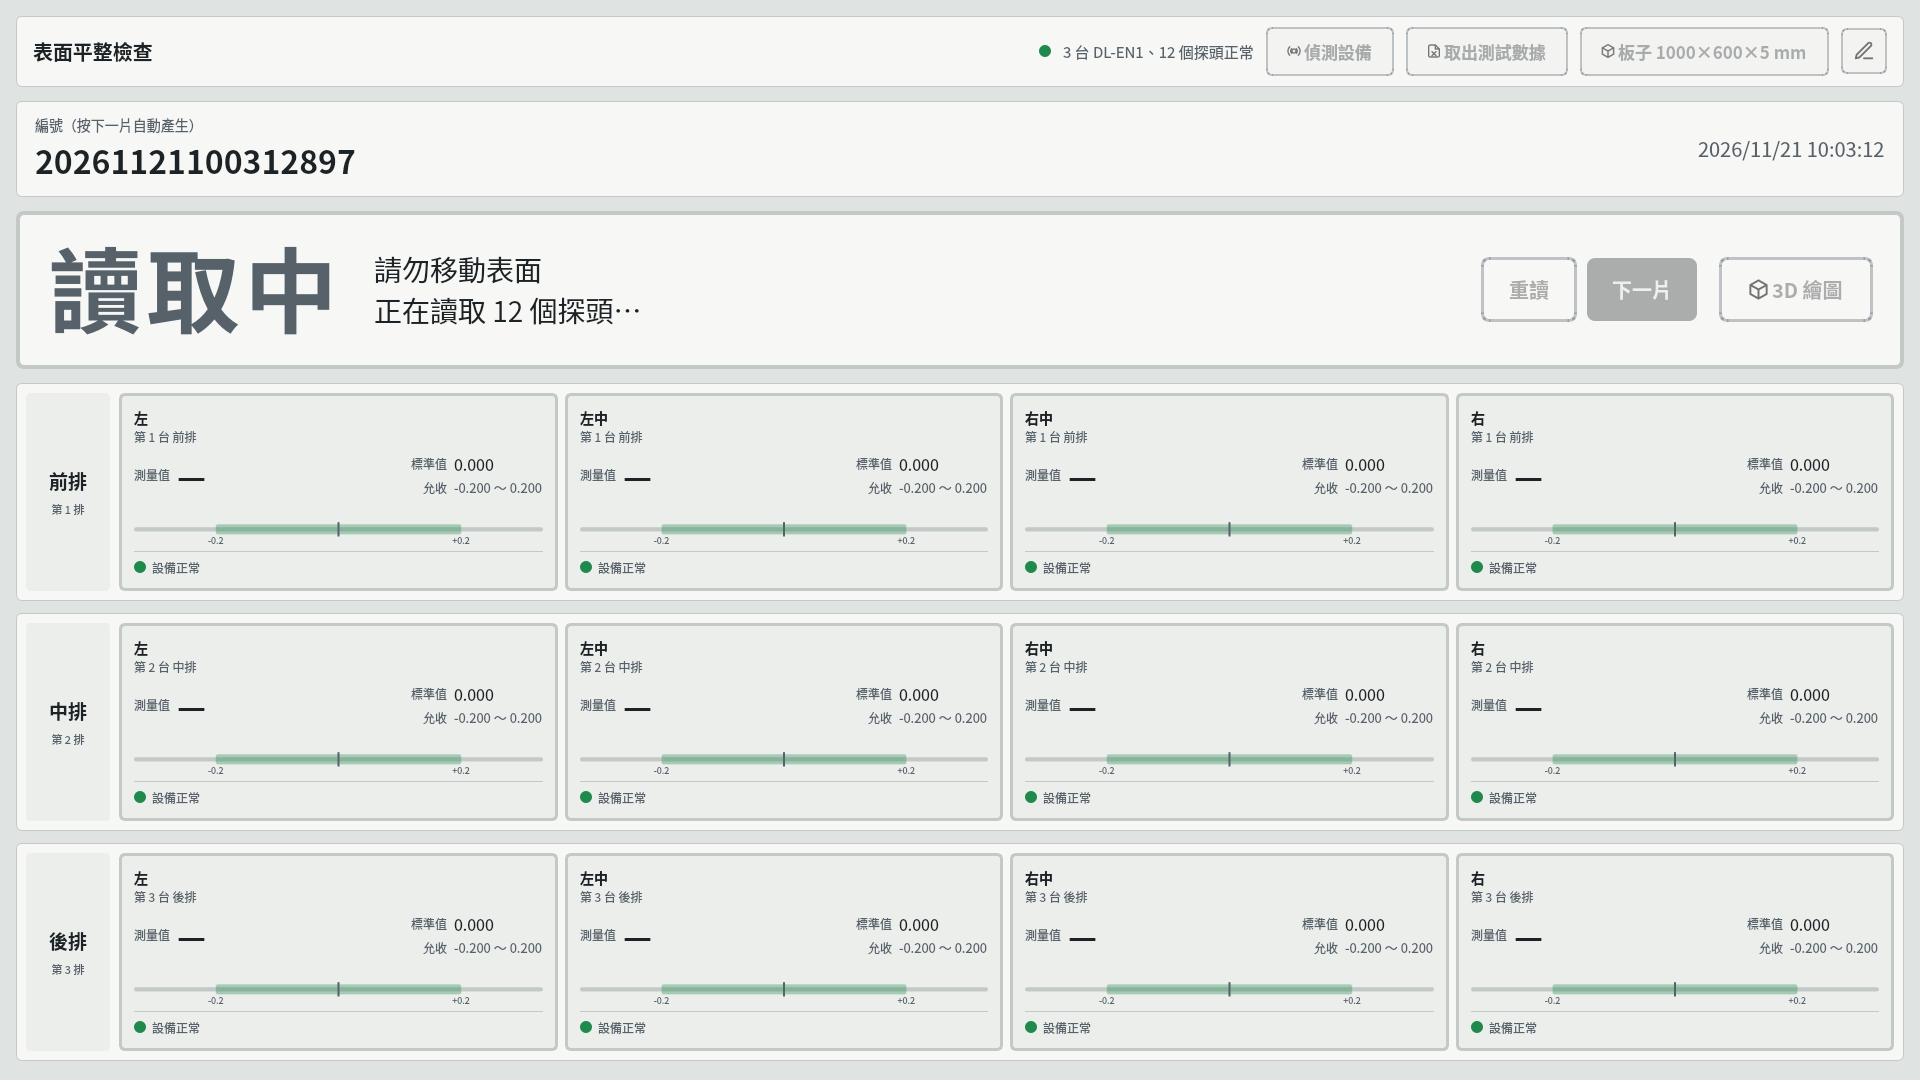 表面平整檢查
3 台 DL-EN1、12 個探頭正常
偵測設備
取出測試數據
板子 1000×600×5 mm
編號（按下一片自動產生）
20261121100312897
2026/11/21 10:03:12
讀取中
請勿移動表面
正在讀取 12 個探頭…
重讀
下一片
3D 繪圖
前排
第 1 排
左
第 1 台 前排
測量值 —
標準值 0.000
允收 -0.200 ～ 0.200
-0.2 +0.2
設備正常
左中
第 1 台 前排
測量值 —
標準值 0.000
允收 -0.200 ～ 0.200
-0.2 +0.2
設備正常
右中
第 1 台 前排
測量值 —
標準值 0.000
允收 -0.200 ～ 0.200
-0.2 +0.2
設備正常
右
第 1 台 前排
測量值 —
標準值 0.000
允收 -0.200 ～ 0.200
-0.2 +0.2
設備正常
中排
第 2 排
左
第 2 台 中排
測量值 —
標準值 0.000
允收 -0.200 ～ 0.200
-0.2 +0.2
設備正常
左中
第 2 台 中排
測量值 —
標準值 0.000
允收 -0.200 ～ 0.200
-0.2 +0.2
設備正常
右中
第 2 台 中排
測量值 —
標準值 0.000
允收 -0.200 ～ 0.200
-0.2 +0.2
設備正常
右
第 2 台 中排
測量值 —
標準值 0.000
允收 -0.200 ～ 0.200
-0.2 +0.2
設備正常
後排
第 3 排
左
第 3 台 後排
測量值 —
標準值 0.000
允收 -0.200 ～ 0.200
-0.2 +0.2
設備正常
左中
第 3 台 後排
測量值 —
標準值 0.000
允收 -0.200 ～ 0.200
-0.2 +0.2
設備正常
右中
第 3 台 後排
測量值 —
標準值 0.000
允收 -0.200 ～ 0.200
-0.2 +0.2
設備正常
右
第 3 台 後排
測量值 —
標準值 0.000
允收 -0.200 ～ 0.200
-0.2 +0.2
設備正常